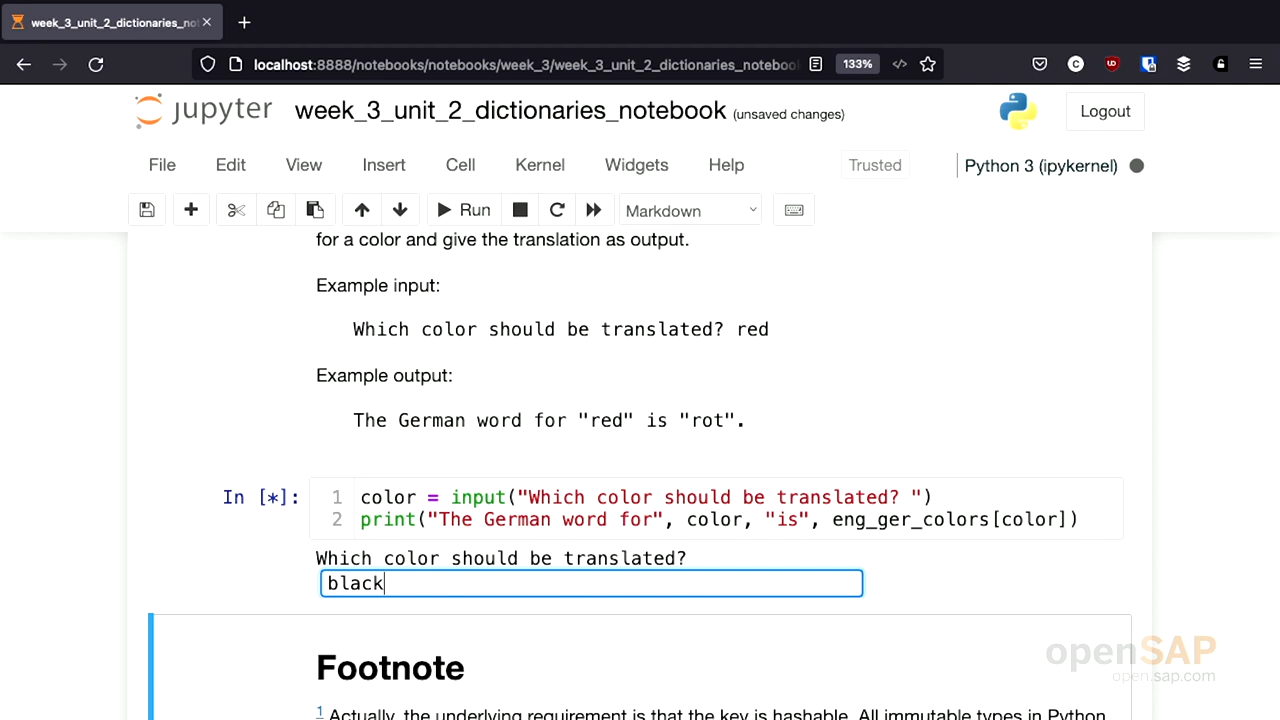 week_3_unit_2_dictionaries_no
localhost:8888/notebooks/notebooks/week_3/week_3_unit_2_dictionaries_noteboo
133%
jupyter week_3_unit_2_dictionaries_notebook (unsaved changes)
Logout
File Edit View Insert Cell Kernel Widgets Help Trusted Python 3 (ipykernel)
Run Markdown
for a color and give the translation as output.
Example input:
Which color should be translated? red
Example output:
The German word for "red" is "rot".
In [*]: 1 color = input("Which color should be translated? ")
2 print("The German word for", color, "is", eng_ger_colors[color])
Which color should be translated?
black
Footnote
openSAP
open.sap.com
1 Actually, the underlying requirement is that the key is hashable. All immutable types in Python